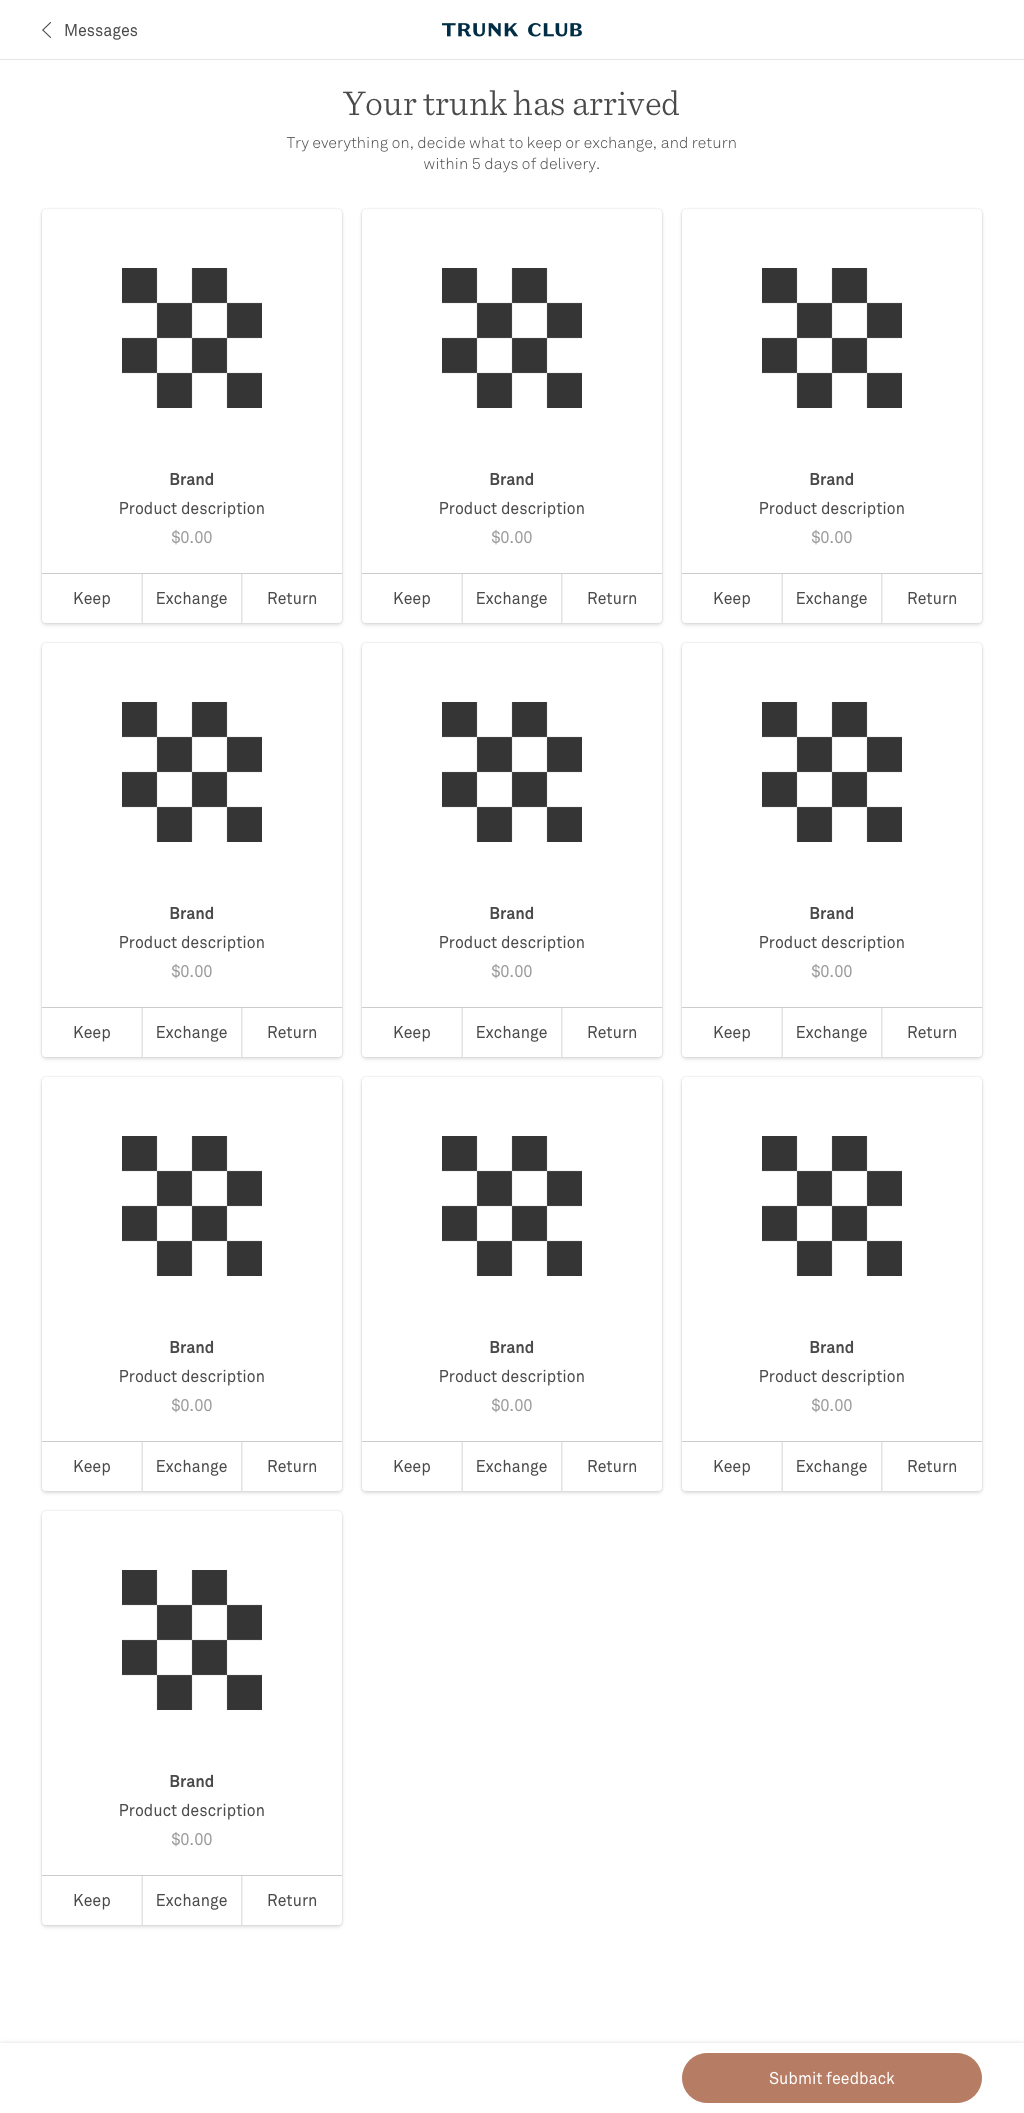 Messages
TRUNK CLUB
Your trunk has arrived
Try everything on, decide what to keep or exchange, and return
within 5 days of delivery.
Brand Brand Brand
Product description Product description Product description
$0.00 $0.00 $0.00
Keep Exchange Return Keep Exchange Return Keep Exchange Return
Brand Brand Brand
Product description Product description Product description
$0.00 $0.00 $0.00
Keep Exchange Return Keep Exchange Return Keep Exchange Return
Brand Brand Brand
Product description Product description Product description
$0.00 $0.00 $0.00
Keep Exchange Return Keep Exchange Return Keep Exchange Return
Brand
Product description
$0.00
Keep Exchange Return
Submit feedback